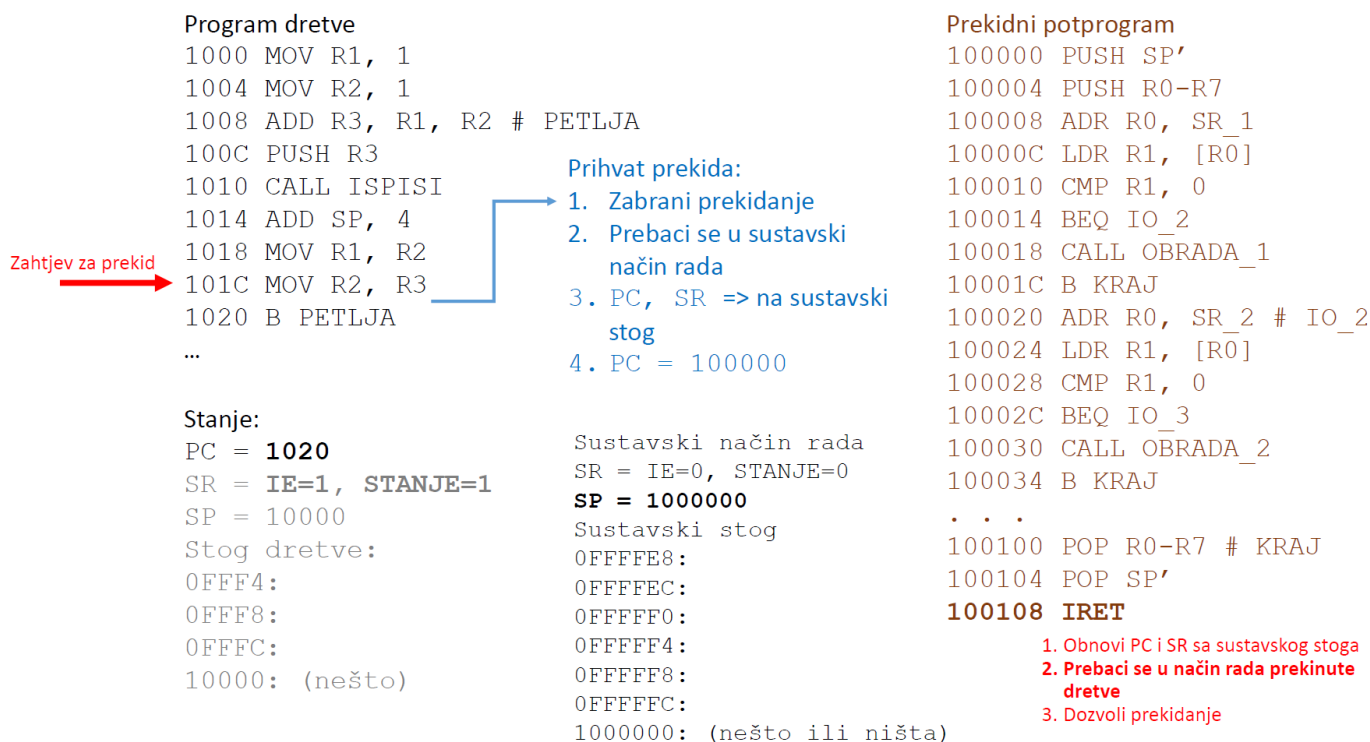 Program dretve
1000 MOV R1, 1
1004 MOV R2, 1
1008 ADD R3, R1, R2 # PETLJA
100C PUSH R3
1010 CALL ISPISI
1014 ADD SP, 4
1018 MOV R1, R2
Zahtjev za prekid
101C MOV R2, R3
1020 B PETLJA
…
Prihvat prekida:
1. Zabrani prekidanje
2. Prebaci se u sustavski
način rada
3. PC, SR => na sustavski
stog
4. PC = 100000
Stanje:
PC = 1020
SR = IE=1, STANJE=1
SP = 10000
Stog dretve:
0FFF4:
0FFF8:
0FFFC:
10000: (nešto)
Sustavski način rada
SR = IE=0, STANJE=0
SP = 1000000
Sustavski stog
0FFFFE8:
0FFFFEC:
0FFFFF0:
0FFFFF4:
0FFFFF8:
0FFFFFC:
1000000: (nešto ili ništa)
Prekidni potprogram
100000 PUSH SP’
100004 PUSH R0-R7
100008 ADR R0, SR_1
10000C LDR R1, [R0]
100010 CMP R1, 0
100014 BEQ IO_2
100018 CALL OBRADA_1
10001C B KRAJ
100020 ADR R0, SR_2 # IO_2
100024 LDR R1, [R0]
100028 CMP R1, 0
10002C BEQ IO_3
100030 CALL OBRADA_2
100034 B KRAJ
. . .
100100 POP R0-R7 # KRAJ
100104 POP SP’
100108 IRET
1. Obnovi PC i SR sa sustavskog stoga
2. Prebaci se u način rada prekinute
dretve
3. Dozvoli prekidanje